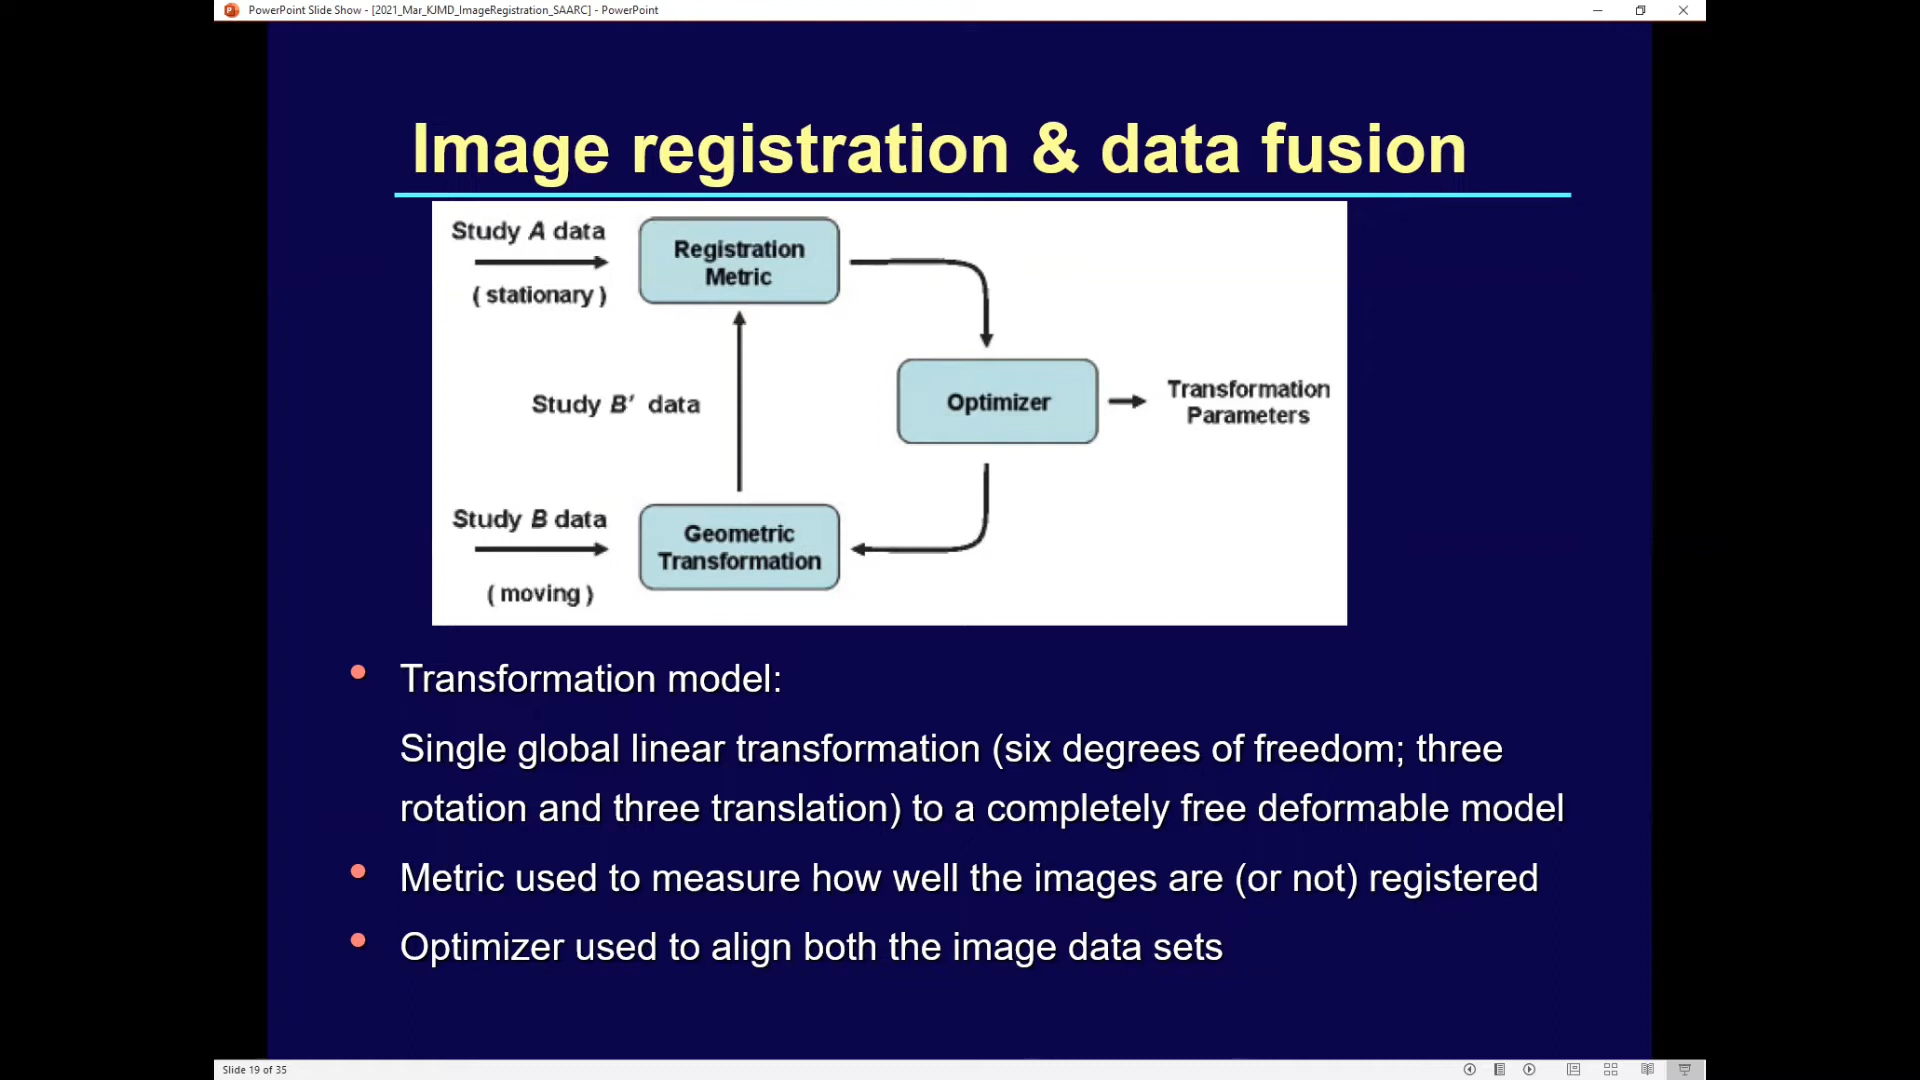 PowerPoint Slide Show - [2021_Mar_KJMD_ImageRegistration_SAARC] - PowerPoint
Image registration & data fusion
Study A data
( stationary )
Registration
Metric
Study B′ data
Optimizer
Transformation
Parameters
Study B data
( moving )
Geometric
Transformation
• Transformation model:
Single global linear transformation (six degrees of freedom; three
rotation and three translation) to a completely free deformable model
• Metric used to measure how well the images are (or not) registered
• Optimizer used to align both the image data sets
Slide 19 of 35